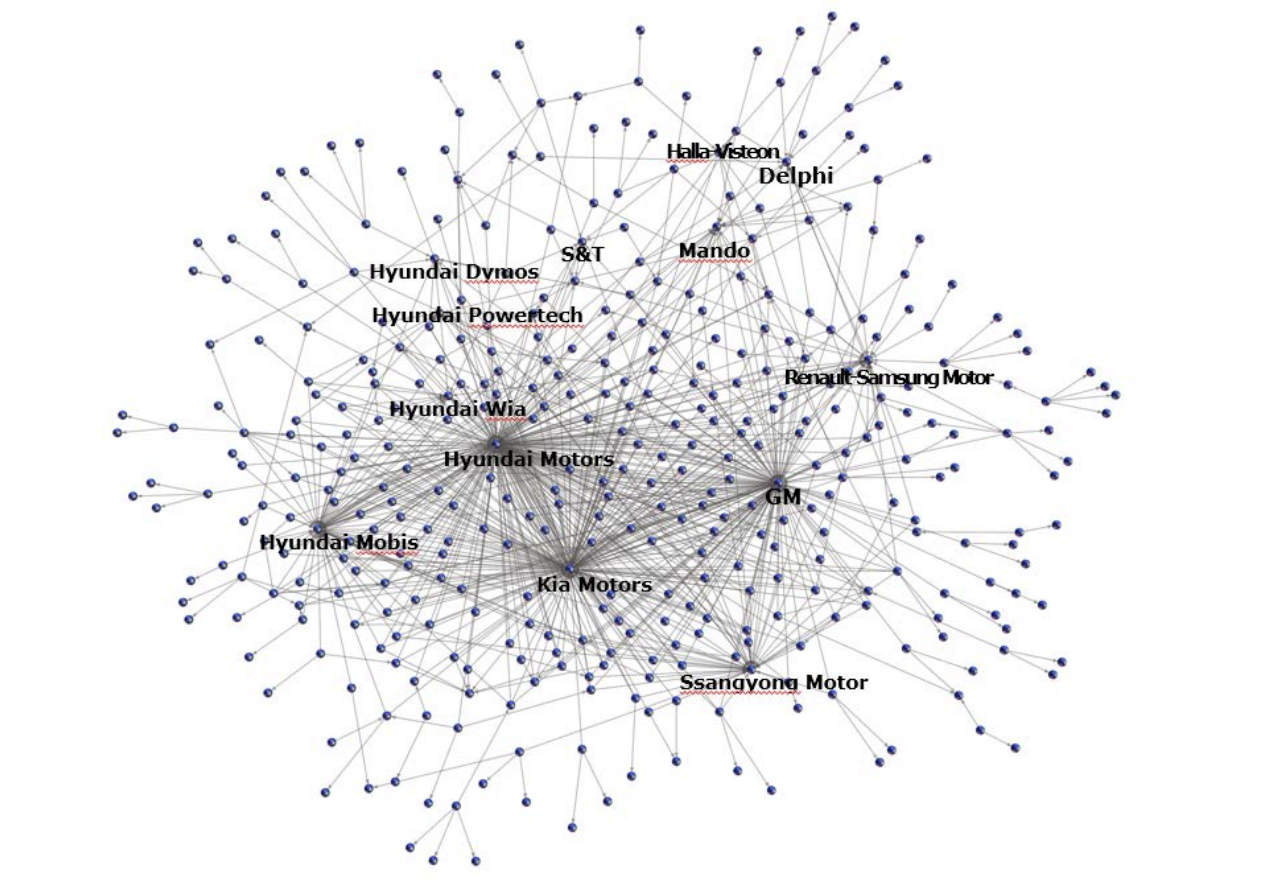 Halla Visteon
Delphi
S&T
Mando
Hyundai Dymos
Hyundai Powertech
Renault-Samsung Motor
Hyundai Wia
Hyundai Motors
GM
Hyundai Mobis
Kia Motors
Ssangyong Motor